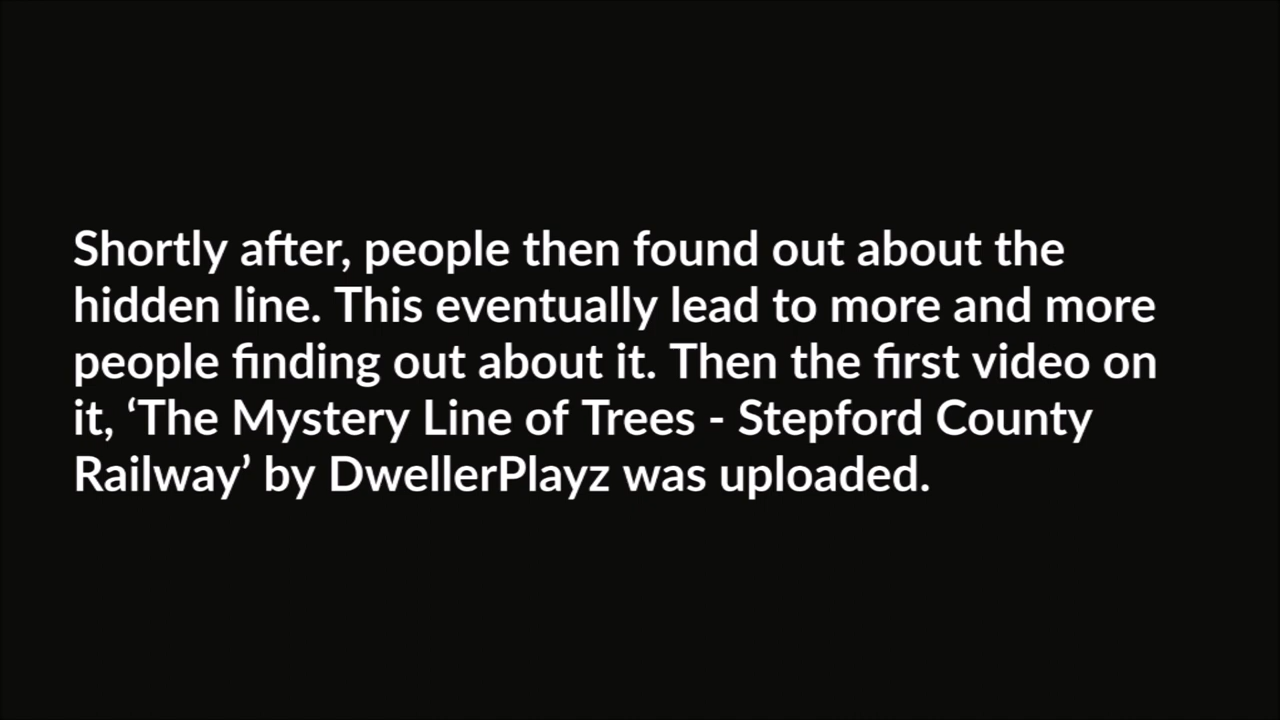 Shortly after, people then found out about the
hidden line. This eventually lead to more and more
people finding out about it. Then the first video on
it, ‘The Mystery Line of Trees - Stepford County
Railway’ by DwellerPlayz was uploaded.